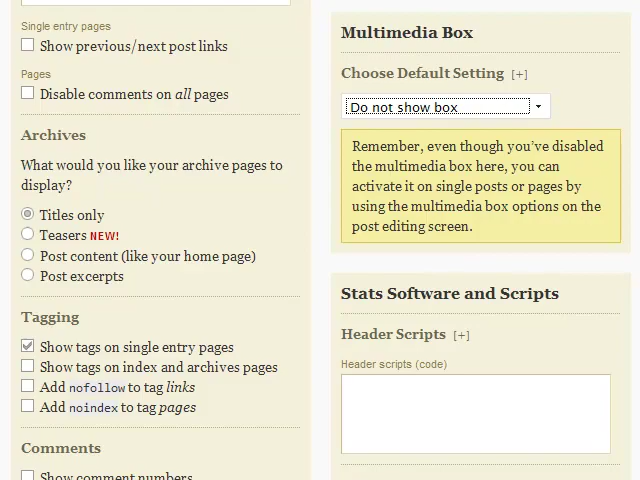 Single entry pages
Show previous/next post links
Pages
Disable comments on all pages
Archives
What would you like your archive pages to
display?
Titles only
Teasers NEW!
Post content (like your home page)
Post excerpts
Tagging
Show tags on single entry pages
Show tags on index and archives pages
Add nofollow to tag links
Add noindex to tag pages
Comments
Show comment numbers
Multimedia Box
Choose Default Setting [+]
Do not show box
Remember, even though you’ve disabled
the multimedia box here, you can
activate it on single posts or pages by
using the multimedia box options on the
post editing screen.
Stats Software and Scripts
Header Scripts [+]
Header scripts (code)